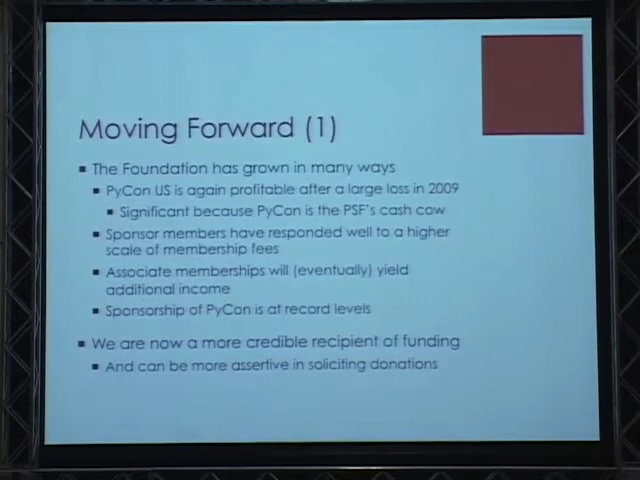 Moving Forward (1)
▪ The Foundation has grown in many ways
▪ PyCon US is again profitable after a large loss in 2009
▪ Significant because PyCon is the PSF's cash cow
▪ Sponsor members have responded well to a higher
scale of membership fees
▪ Associate memberships will (eventually) yield
additional income
▪ Sponsorship of PyCon is at record levels
▪ We are now a more credible recipient of funding
▪ And can be more assertive in soliciting donations